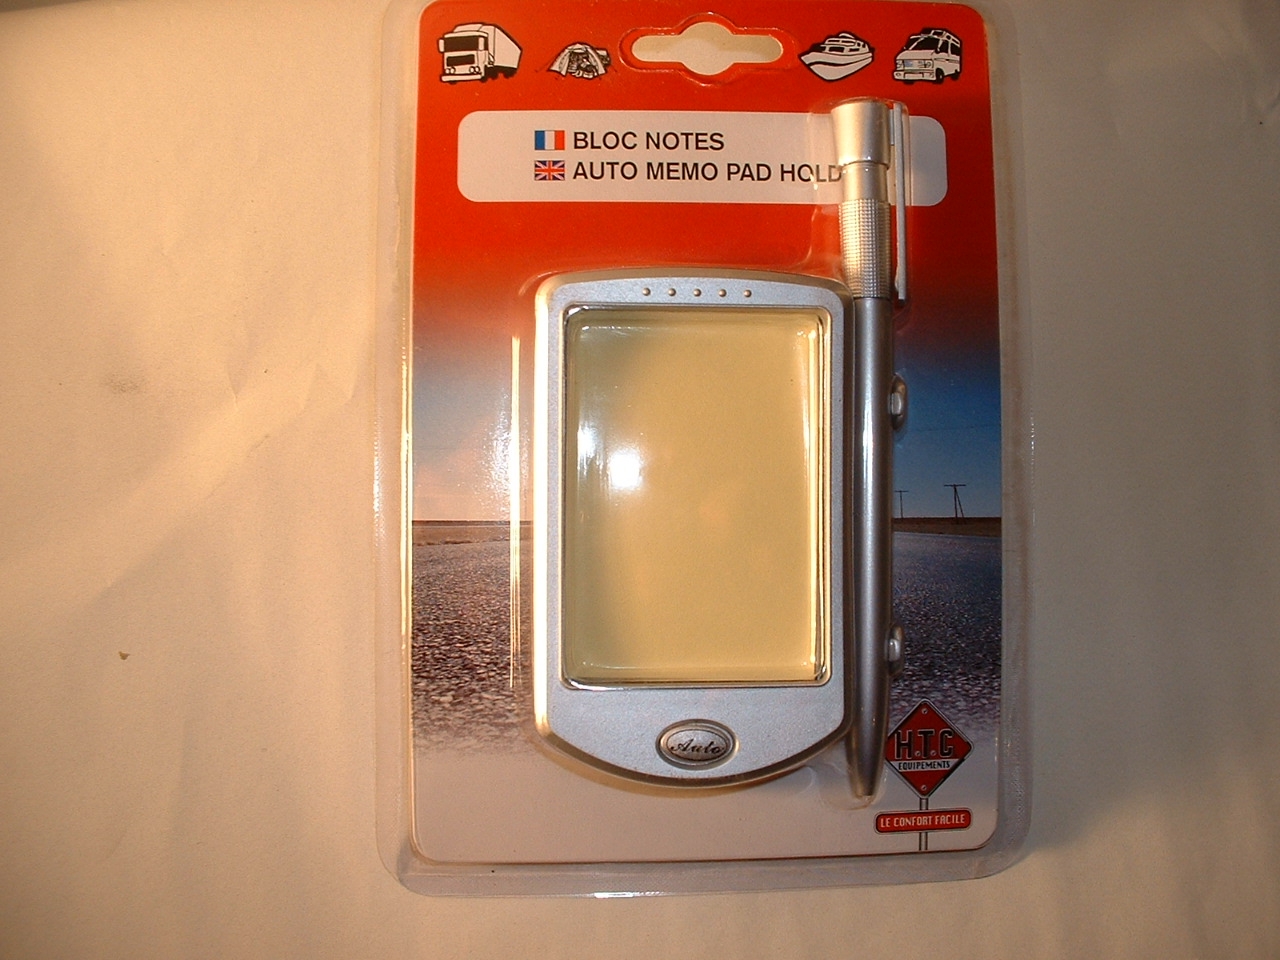 BLOC NOTES
AUTO MEMO PAD HOLD
Auto
H.T.C
EQUIPEMENTS
LE CONFORT FACILE